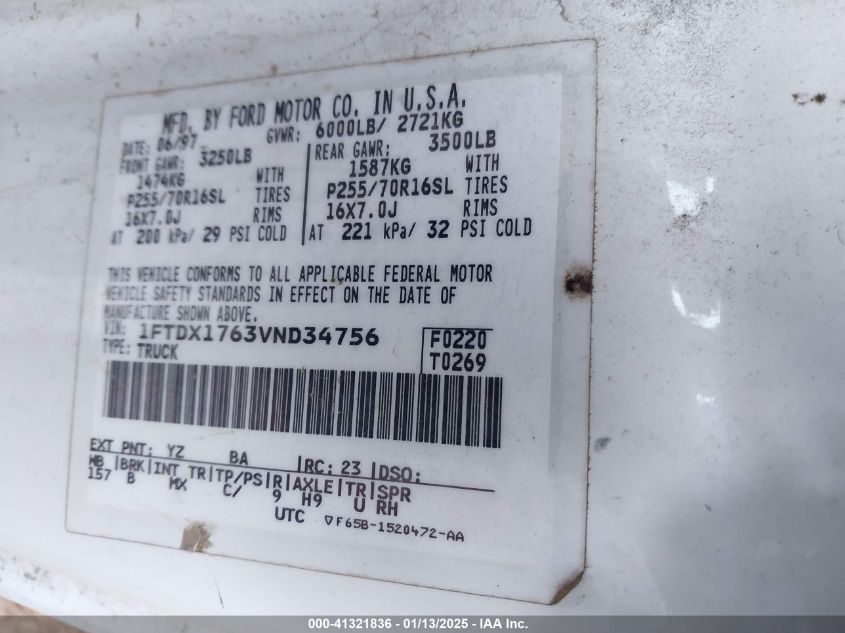 MFD. BY FORD MOTOR CO. IN U.S.A.
DATE: 06/97 GVWR: 6000LB/ 2721KG
FRONT GAWR: 3250LB
1474KG WITH
P255/70R16SL TIRES
16X7.0J RIMS
AT 200 kPa/ 29 PSI COLD
REAR GAWR: 3500LB
1587KG WITH
P255/70R16SL TIRES
16X7.0J RIMS
AT 221 kPa/ 32 PSI COLD
THIS VEHICLE CONFORMS TO ALL APPLICABLE FEDERAL MOTOR
VEHICLE SAFETY STANDARDS IN EFFECT ON THE DATE OF
MANUFACTURE SHOWN ABOVE.
VIN: 1FTDX1763VND34756
TYPE: TRUCK
F0220
T0269
EXT PNT: YZ BA |RC: 23 |DSO:
WB |BRK|INT TR|TP/PS|R|AXLE|TR|SPR
157 B MX C/ 9 H9 U RH
UTC ▽F65B-1520472-AA
000-41321836 - 01/13/2025 - IAA Inc.